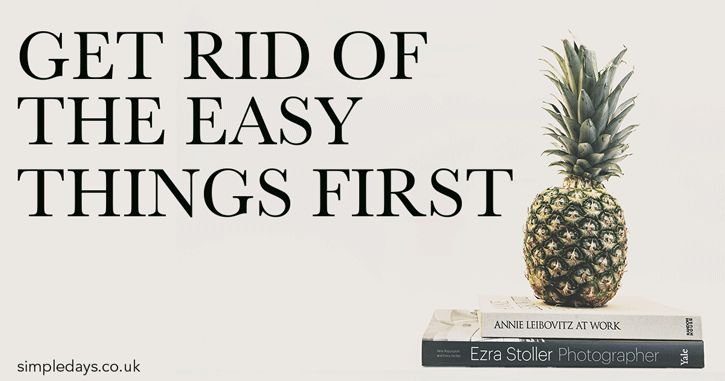 GET RID OF
THE EASY
THINGS FIRST
ANNIE LEIBOVITZ AT WORK
Ezra Stoller Photographer
Yale
simpledays.co.uk